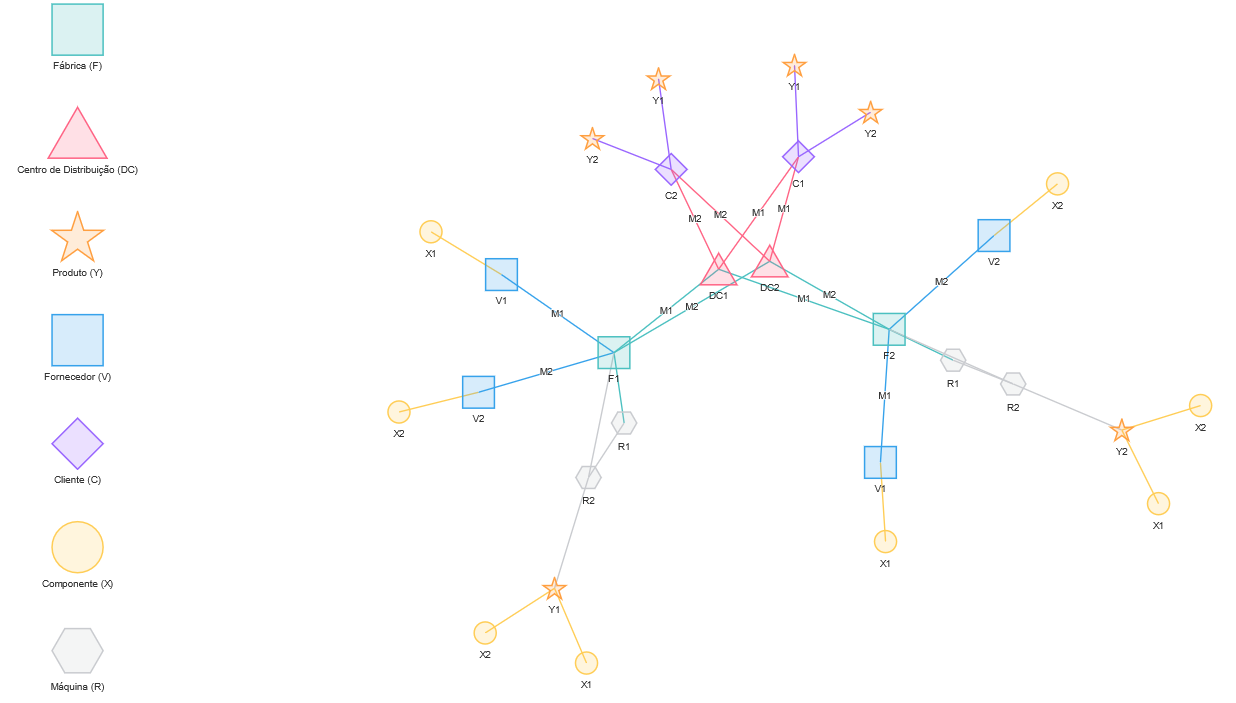 Fábrica (F)
Centro de Distribuição (DC)
Produto (Y)
Fornecedor (V)
Cliente (C)
Componente (X)
Máquina (R)
Y1
Y1
Y2
Y2
C2
C1
M2
M2
M1
M1
X2
V2
X1
V1
M2
DC1
DC2
M1
M2
M1
M2
M1
F1
F2
M2
V2
X2
R1
R2
M1
R1
R2
V1
X2
Y2
X1
X1
Y1
X2
X1